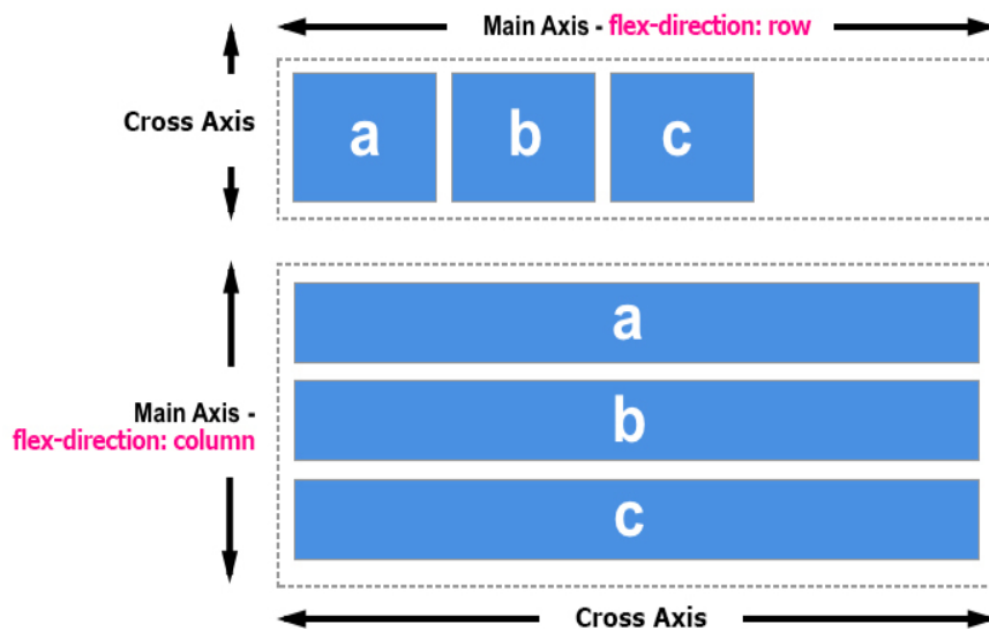 Main Axis - flex-direction: row
Cross Axis
a b c
a
Main Axis -
flex-direction: column
b
c
Cross Axis